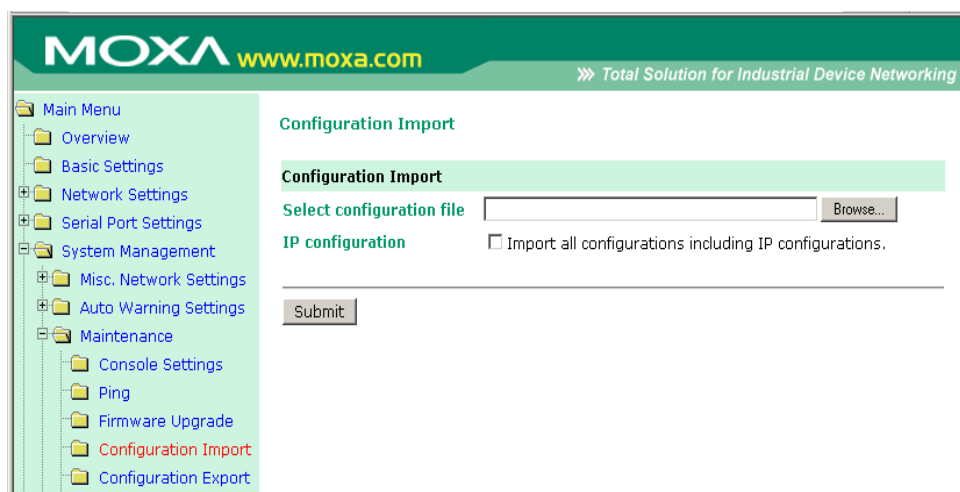 MOXA www.moxa.com
Total Solution for Industrial Device Networking
Main Menu
Overview
Basic Settings
Network Settings
Serial Port Settings
System Management
Misc. Network Settings
Auto Warning Settings
Maintenance
Console Settings
Ping
Firmware Upgrade
Configuration Import
Configuration Export
Configuration Import
Configuration Import
Select configuration file Browse...
IP configuration Import all configurations including IP configurations.
Submit